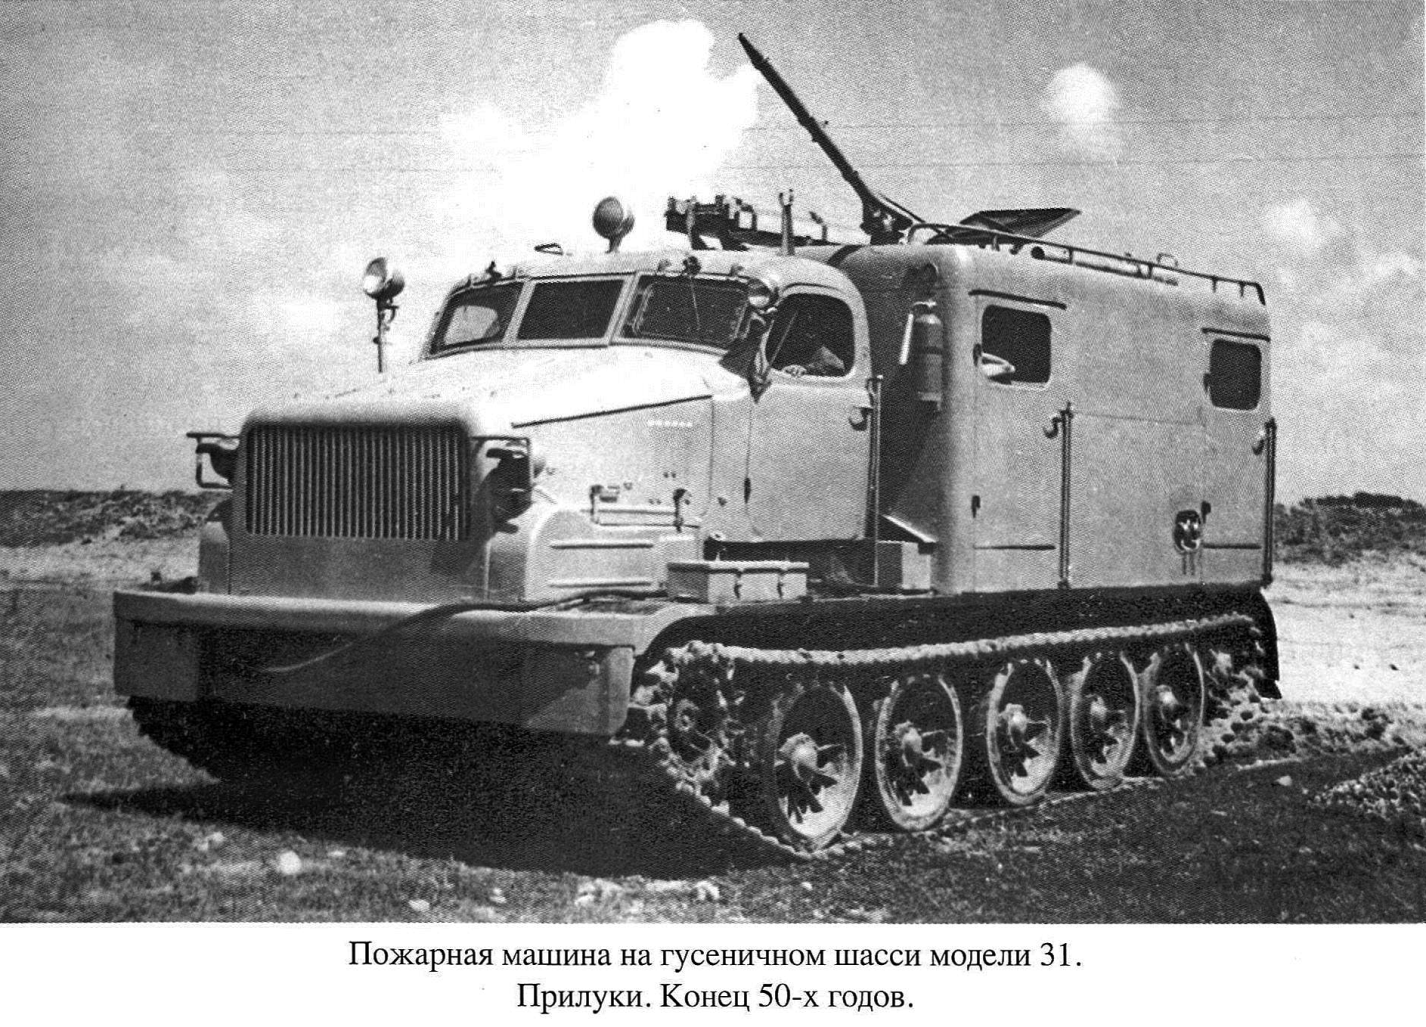 Пожарная машина на гусеничном шасси модели 31.
Прилуки. Конец 50-х годов.